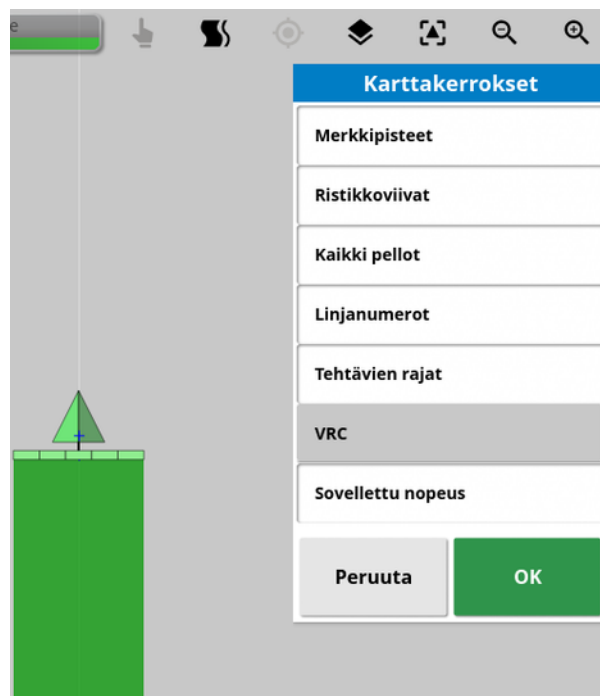 e
Karttakerrokset
Merkkipisteet
Ristikkoviivat
Kaikki pellot
Linjanumerot
Tehtävien rajat
VRC
Sovellettu nopeus
Peruuta
OK